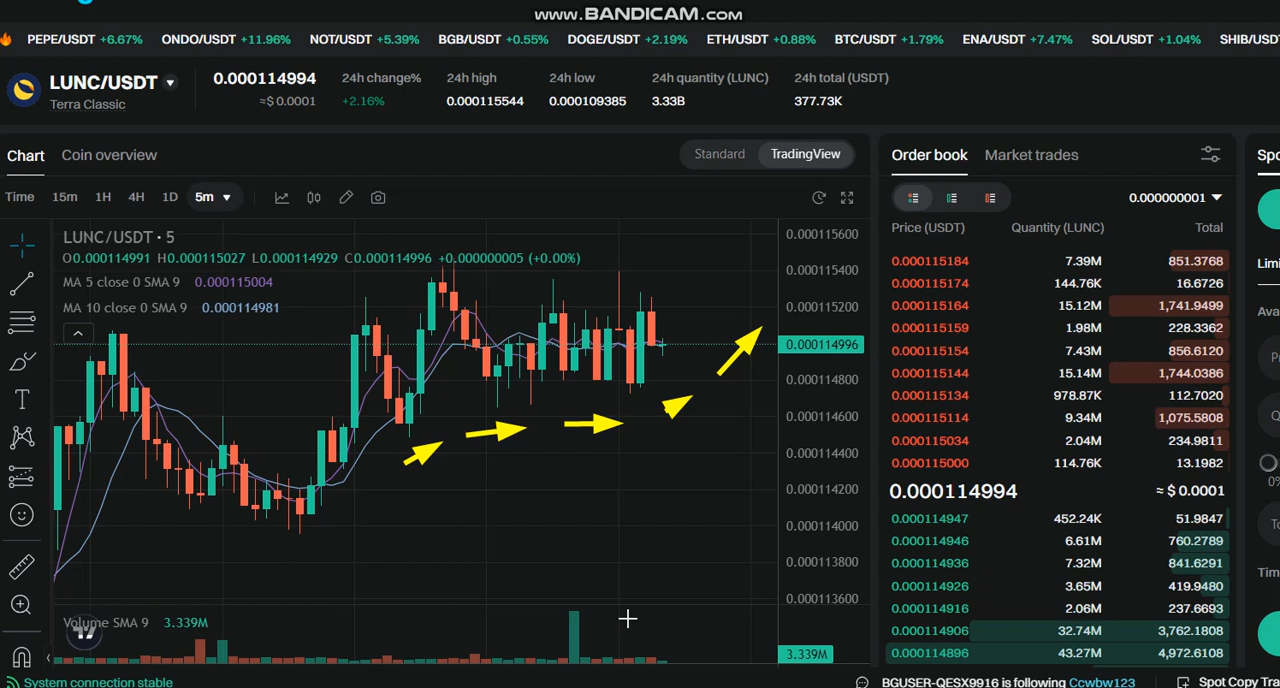 www.BANDICAM.com
PEPE/USDT +6.67% ONDO/USDT +11.96% NOT/USDT +5.39% BGB/USDT +0.55% DOGE/USDT +2.19% ETH/USDT +0.88% BTC/USDT +1.79% ENA/USDT +7.47% SOL/USDT +1.04% SHIB/USD
LUNC/USDT 0.000114994 24h change% 24h high 24h low 24h quantity (LUNC) 24h total (USDT)
Terra Classic ≈$ 0.0001 +2.16% 0.000115544 0.000109385 3.33B 377.73K
Chart Coin overview Standard TradingView
Time 15m 1H 4H 1D 5m
LUNC/USDT • 5
O0.000114991 H0.000115027 L0.000114929 C0.000114996 +0.000000005 (+0.00%)
MA 5 close 0 SMA 9 0.000115004
MA 10 close 0 SMA 9 0.000114981
0.000115600
0.000115400
0.000115200
0.000114996
0.000114800
0.000114600
0.000114400
0.000114200
0.000114000
0.000113800
0.000113600
Volume SMA 9 3.339M
3.339M
Order book Market trades
0.000000001
Price (USDT) Quantity (LUNC) Total
0.000115184 7.39M 851.3768
0.000115174 144.76K 16.6726
0.000115164 15.12M 1,741.9499
0.000115159 1.98M 228.3362
0.000115154 7.43M 856.6120
0.000115144 15.14M 1,744.0386
0.000115134 978.87K 112.7020
0.000115114 9.34M 1,075.5808
0.000115034 2.04M 234.9811
0.000115000 114.76K 13.1982
0.000114994 ≈ $ 0.0001
0.000114947 452.24K 51.9847
0.000114946 6.61M 760.2789
0.000114936 7.32M 841.6291
0.000114926 3.65M 419.9480
0.000114916 2.06M 237.6693
0.000114906 32.74M 3,762.1808
0.000114896 43.27M 4,972.6108
Spo
Limi
Ava
0%
To
Tim
System connection stable BGUSER-QESX9916 is following Ccwbw123 Spot Copy Tra